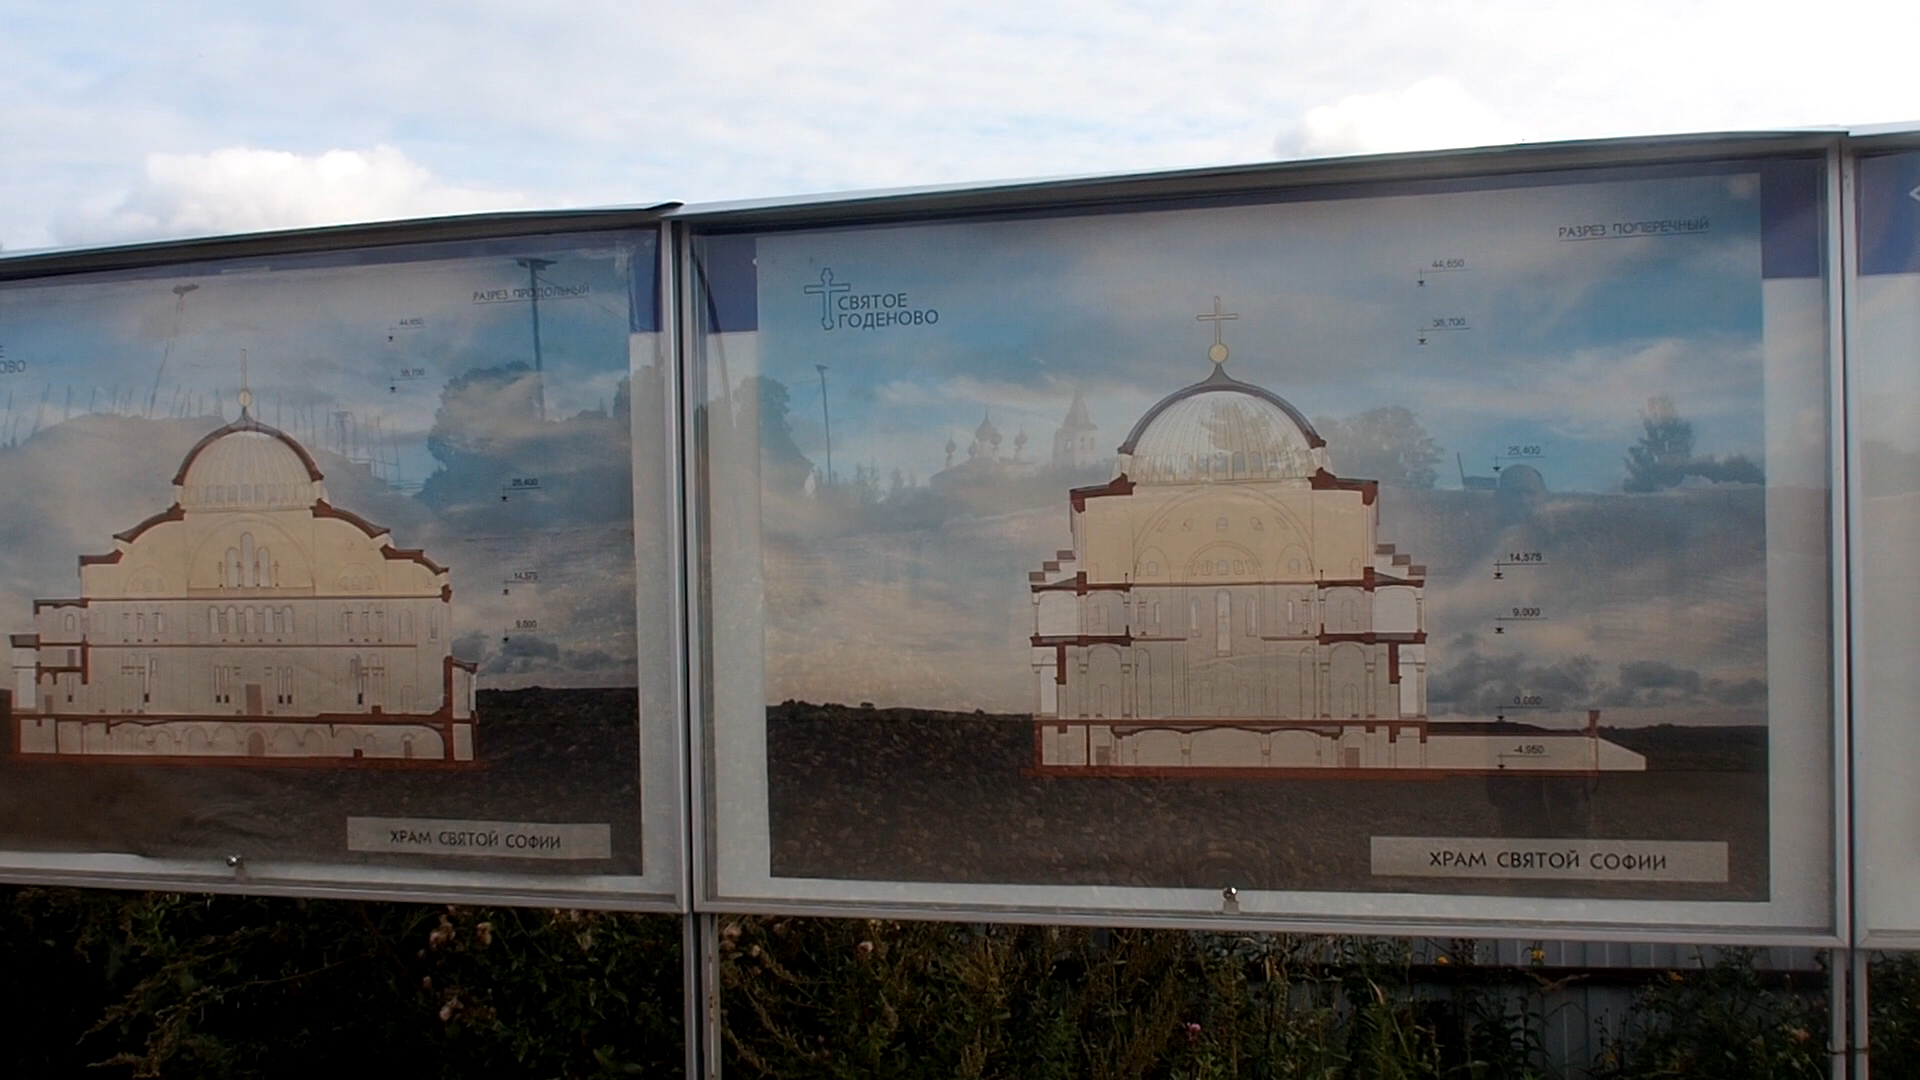 РАЗРЕЗ ПРОДОЛЬНЫЙ
44,650
38,700
25,400
14,575
9,000
ХРАМ СВЯТОЙ СОФИИ
СВЯТОЕ
ГОДЕНОВО
РАЗРЕЗ ПОПЕРЕЧНЫЙ
44,650
38,700
25,400
14,575
9,000
0,000
-4,950
ХРАМ СВЯТОЙ СОФИИ